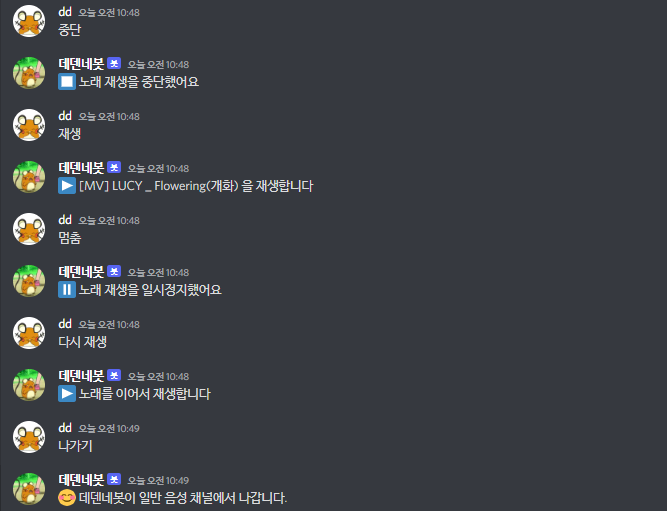 dd 오늘 오전 10:48
중단
데덴네봇 봇 오늘 오전 10:48
노래 재생을 중단했어요
dd 오늘 오전 10:48
재생
데덴네봇 봇 오늘 오전 10:48
[MV] LUCY _ Flowering(개화) 을 재생합니다
dd 오늘 오전 10:48
멈춤
데덴네봇 봇 오늘 오전 10:48
노래 재생을 일시정지했어요
dd 오늘 오전 10:48
다시 재생
데덴네봇 봇 오늘 오전 10:48
노래를 이어서 재생합니다
dd 오늘 오전 10:49
나가기
데덴네봇 봇 오늘 오전 10:49
데덴네봇이 일반 음성 채널에서 나갑니다.